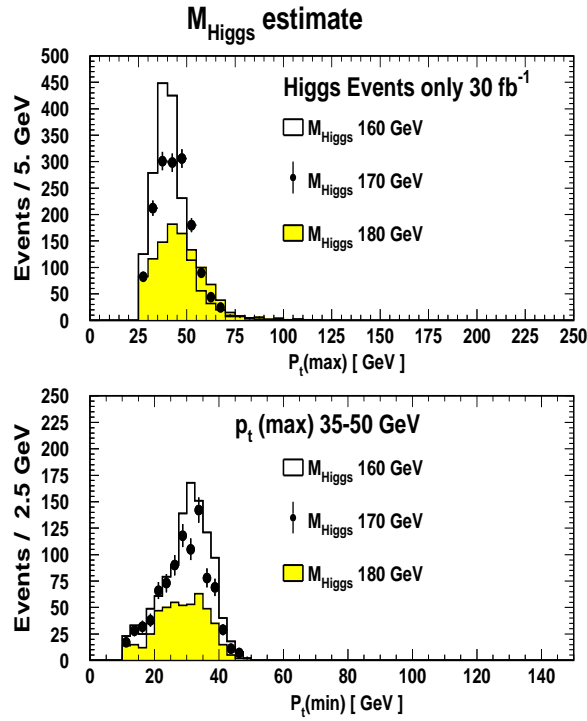 M_Higgs estimate
Events / 5. GeV
500
450
400
350
300
250
200
150
100
50
0
Higgs Events only 30 fb^-1
M_Higgs 160 GeV
M_Higgs 170 GeV
M_Higgs 180 GeV
0 25 50 75 100 125 150 175 200 225 250
P_t(max) [ GeV ]
Events / 2.5 GeV
250
225
200
175
150
125
100
75
50
25
0
p_t (max) 35-50 GeV
M_Higgs 160 GeV
M_Higgs 170 GeV
M_Higgs 180 GeV
0 20 40 60 80 100 120 140
P_t(min) [ GeV ]